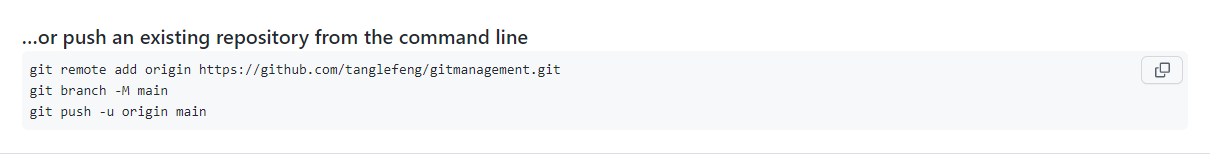 ...or push an existing repository from the command line
git remote add origin https://github.com/tanglefeng/gitmanagement.git
git branch -M main
git push -u origin main